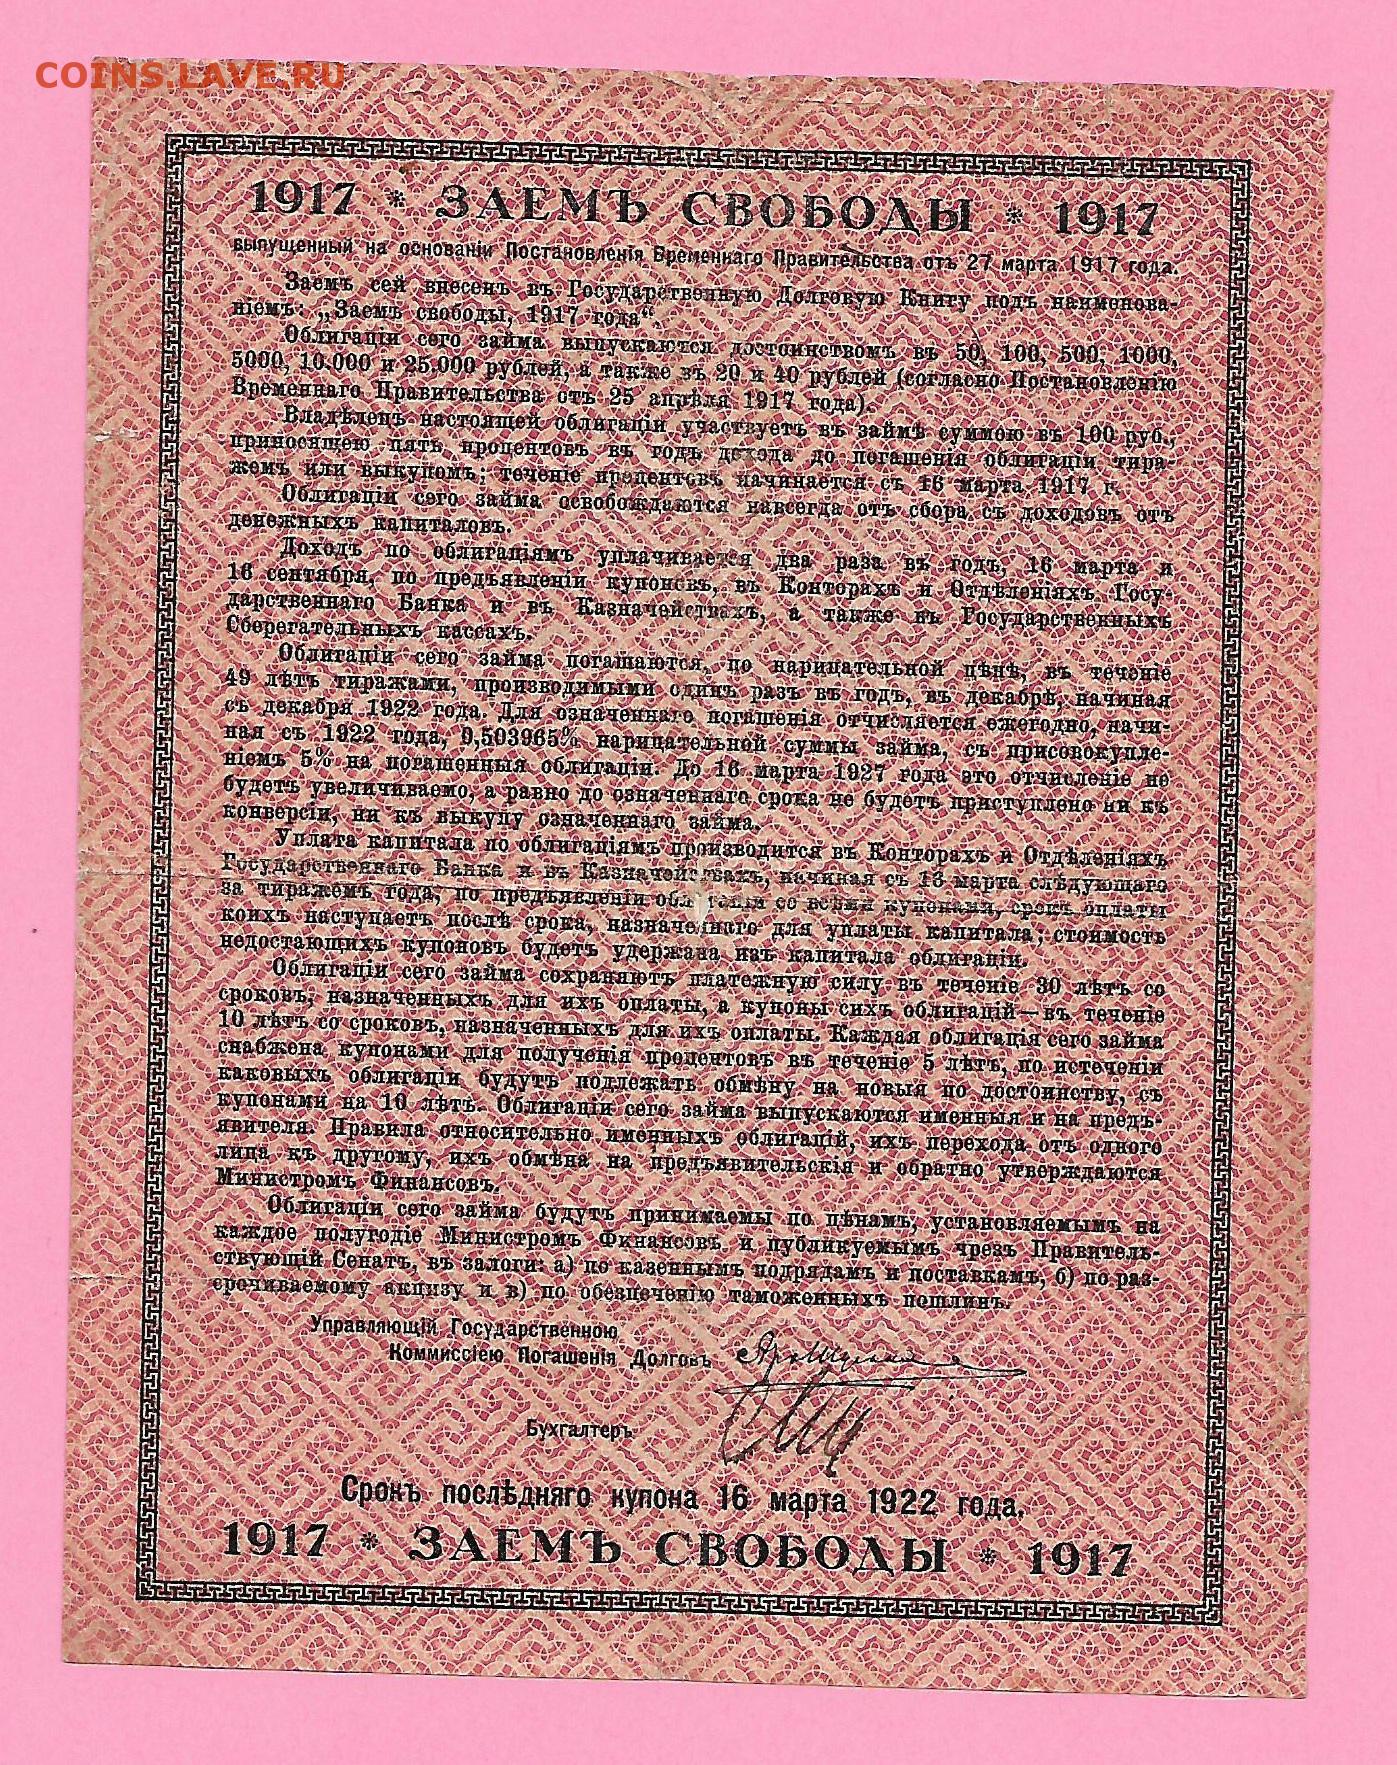 COINS.LAVE.RU
1917 * ЗАЕМЪ СВОБОДЫ * 1917
выпущенный на основаніи Постановленія Временнаго Правительства отъ 27 марта 1917 года.
Заемъ сей внесенъ въ Государственную Долговую Книгу подъ наименова-
ніемъ: „Заемъ свободы, 1917 года“.
Облигаціи сего займа выпускаются достоинствомъ въ 50, 100, 500, 1000,
5000, 10.000 и 25.000 рублей, а также въ 20 и 40 рублей (согласно Постановленію
Временнаго Правительства отъ 25 апрѣля 1917 года).
Владѣлецъ настоящей облигаціи участвуетъ въ займѣ суммою въ 100 руб.,
приносящею пять процентовъ въ годъ дохода до погашенія облигаціи тира-
жемъ или выкупомъ; теченіе процентовъ начинается съ 16 марта 1917 г.
Облигаціи сего займа освобождаются навсегда отъ сбора съ доходовъ отъ
денежныхъ капиталовъ.
Доходъ по облигаціямъ уплачивается два раза въ годъ, 16 марта и
16 сентября, по предъявленіи купоновъ, въ Конторахъ и Отдѣленіяхъ Госу-
дарственнаго Банка и въ Казначействахъ, а также въ Государственныхъ
Сберегательныхъ кассахъ.
Облигаціи сего займа погашаются, по нарицательной цѣнѣ, въ теченіе
49 лѣтъ тиражами, производимыми одинъ разъ въ годъ, въ декабрѣ, начиная
съ декабря 1922 года. Для означеннаго погашенія отчисляется ежегодно, начи-
ная съ 1922 года, 0,503965% нарицательной суммы займа, съ присовокупле-
ніемъ 5% на погашенныя облигаціи. До 16 марта 1927 года это отчисленіе не
будетъ увеличиваемо, а равно до означеннаго срока не будетъ приступлено ни къ
конверсіи, ни къ выкупу означеннаго займа.
Уплата капитала по облигаціямъ производится въ Конторахъ и Отдѣленіяхъ
Государственнаго Банка и въ Казначействахъ, начиная съ 16 марта слѣдующаго
за тиражемъ года, по предъявленіи облигаціи со всѣми купонами, срокъ оплаты
коихъ наступаетъ послѣ срока, назначеннаго для уплаты капитала; стоимость
недостающихъ купоновъ будетъ удержана изъ капитала облигаціи.
Облигаціи сего займа сохраняютъ платежную силу въ теченіе 30 лѣтъ со
сроковъ, назначенныхъ для ихъ оплаты, а купоны сихъ облигацій—въ теченіе
10 лѣтъ со сроковъ, назначенныхъ для ихъ оплаты. Каждая облигація сего займа
снабжена купонами для полученія процентовъ въ теченіе 5 лѣтъ, по истеченіи
каковыхъ облигаціи будутъ подлежать обмѣну на новыя по достоинству, съ
купонами на 10 лѣтъ. Облигаціи сего займа выпускаются именныя и на предъ-
явителя. Правила относительно именныхъ облигацій, ихъ перехода отъ одного
лица къ другому, ихъ обмѣна на предъявительскія и обратно утверждаются
Министромъ Финансовъ.
Облигаціи сего займа будутъ принимаемы по цѣнамъ, установляемымъ на
каждое полугодіе Министромъ Финансовъ и публикуемымъ чрезъ Правитель-
ствующій Сенатъ, въ залоги: а) по казеннымъ подрядамъ и поставкамъ, б) по раз-
срочиваемому акцизу и в) по обезпеченію таможенныхъ пошлинъ.
Управляющій Государственною
Коммиссіею Погашенія Долговъ
Бухгалтеръ
Срокъ послѣдняго купона 16 марта 1922 года.
1917 * ЗАЕМЪ СВОБОДЫ * 1917